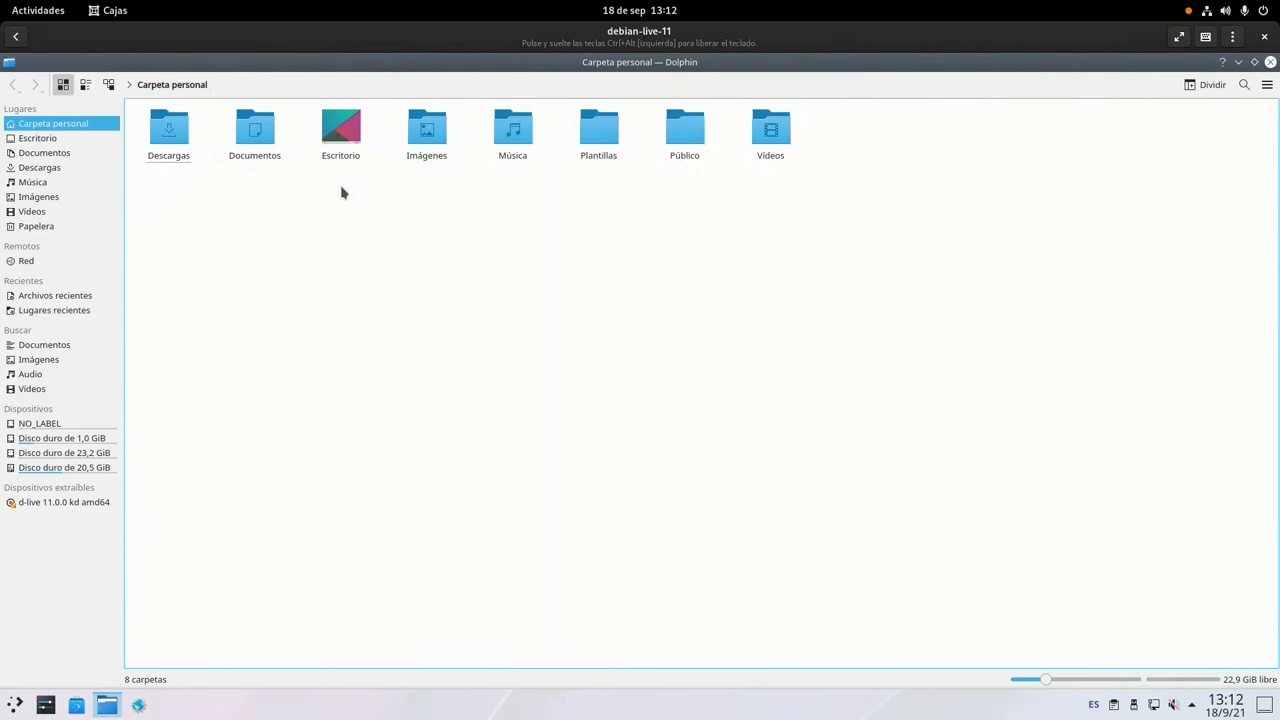 Actividades
Cajas
18 de sep 13:12
debian-live-11
Pulse y suelte las teclas Ctrl+Alt [izquierda] para liberar el teclado.
Carpeta personal — Dolphin
?
Carpeta personal
Dividir
Lugares
Carpeta personal
Escritorio
Documentos
Descargas
Música
Imágenes
Vídeos
Papelera
Remotos
Red
Recientes
Archivos recientes
Lugares recientes
Buscar
Documentos
Imágenes
Audio
Vídeos
Dispositivos
NO_LABEL
Disco duro de 1,0 GiB
Disco duro de 23,2 GiB
Disco duro de 20,5 GiB
Dispositivos extraíbles
d-live 11.0.0 kd amd64
Descargas
Documentos
Escritorio
Imágenes
Música
Plantillas
Público
Vídeos
8 carpetas
22,9 GiB libre
ES
13:12
18/9/21